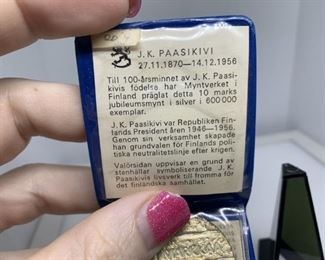 J. K. PAASIKIVI
27.11.1870—14.12.1956
Till 100-årsminnet av J. K. Paasi-
kivis födelse har Myntverket i
Finland präglat detta 10 marks
jubileumsmynt i silver i 600 000
exemplar.
J. K. Paasikivi var Republiken Fin-
lands President åren 1946—1956.
Genom sin verksamhet skapade
han grundvalen för Finlands poli-
tiska neutralitetslinje efter krigen.
Valörsidan uppvisar en grund av
stenhällar symboliserande J. K.
Paasikivis livsverk till fromma för
det finländska samhället.